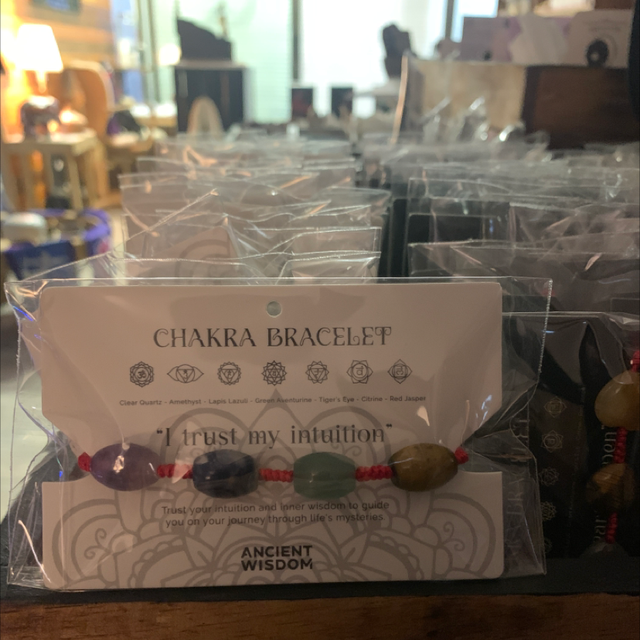 CHAKRA BRACELET
Clear Quartz - Amethyst - Lapis Lazuli - Green Aventurine - Tiger's Eye - Citrine - Red Jasper
"I trust my intuition"
Trust your intuition and inner wisdom to guide
you on your journey through life's mysteries
ANCIENT
WISDOM